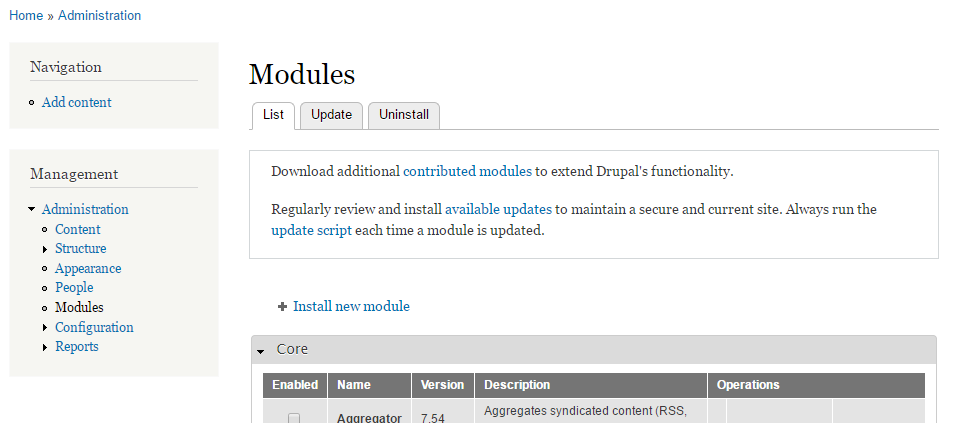 Home » Administration
Navigation
Add content
Management
Administration
Content
Structure
Appearance
People
Modules
Configuration
Reports
Modules
List Update Uninstall
Download additional contributed modules to extend Drupal's functionality.
Regularly review and install available updates to maintain a secure and current site. Always run the
update script each time a module is updated.
Install new module
Core
Enabled Name Version Description Operations
Aggregator 7.54 Aggregates syndicated content (RSS,